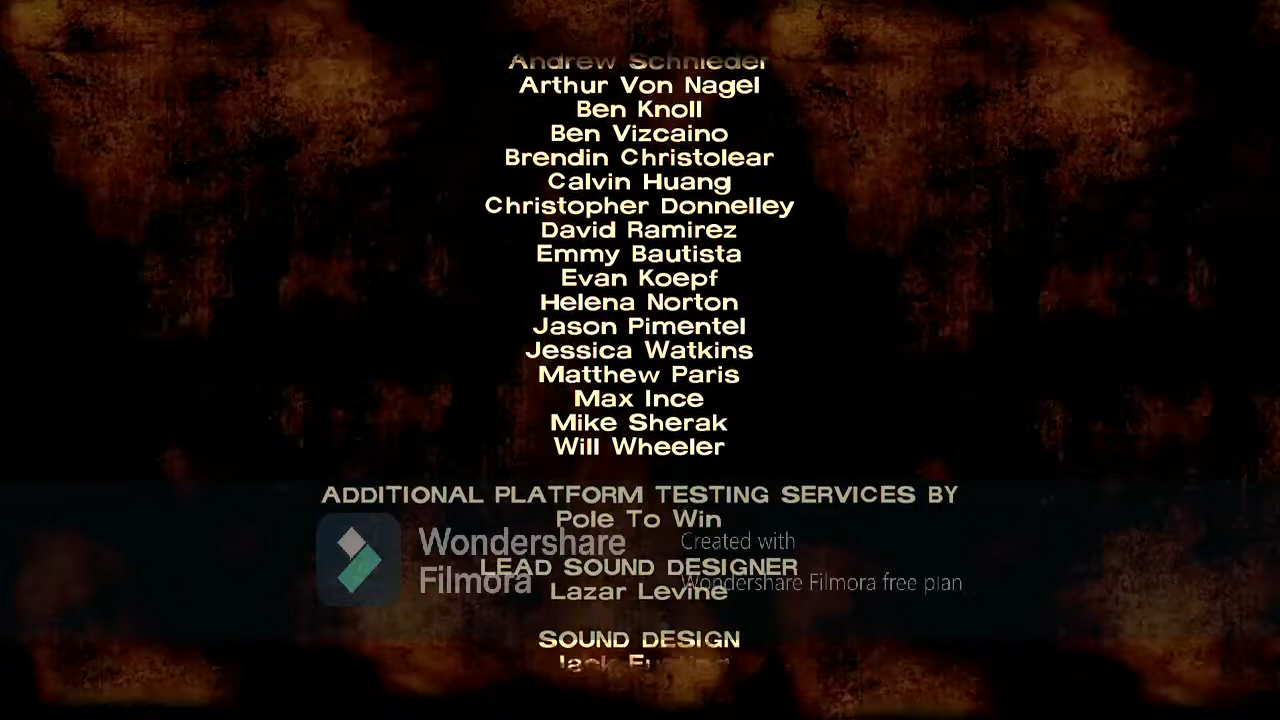 Andrew Schnieder
Arthur Von Nagel
Ben Knoll
Ben Vizcaino
Brendin Christolear
Calvin Huang
Christopher Donnelley
David Ramirez
Emmy Bautista
Evan Koepf
Helena Norton
Jason Pimentel
Jessica Watkins
Matthew Paris
Max Ince
Mike Sherak
Will Wheeler
ADDITIONAL PLATFORM TESTING SERVICES BY
Pole To Win
Wondershare
Filmora
Created with
Wondershare Filmora free plan
LEAD SOUND DESIGNER
Lazar Levine
SOUND DESIGN
Jack